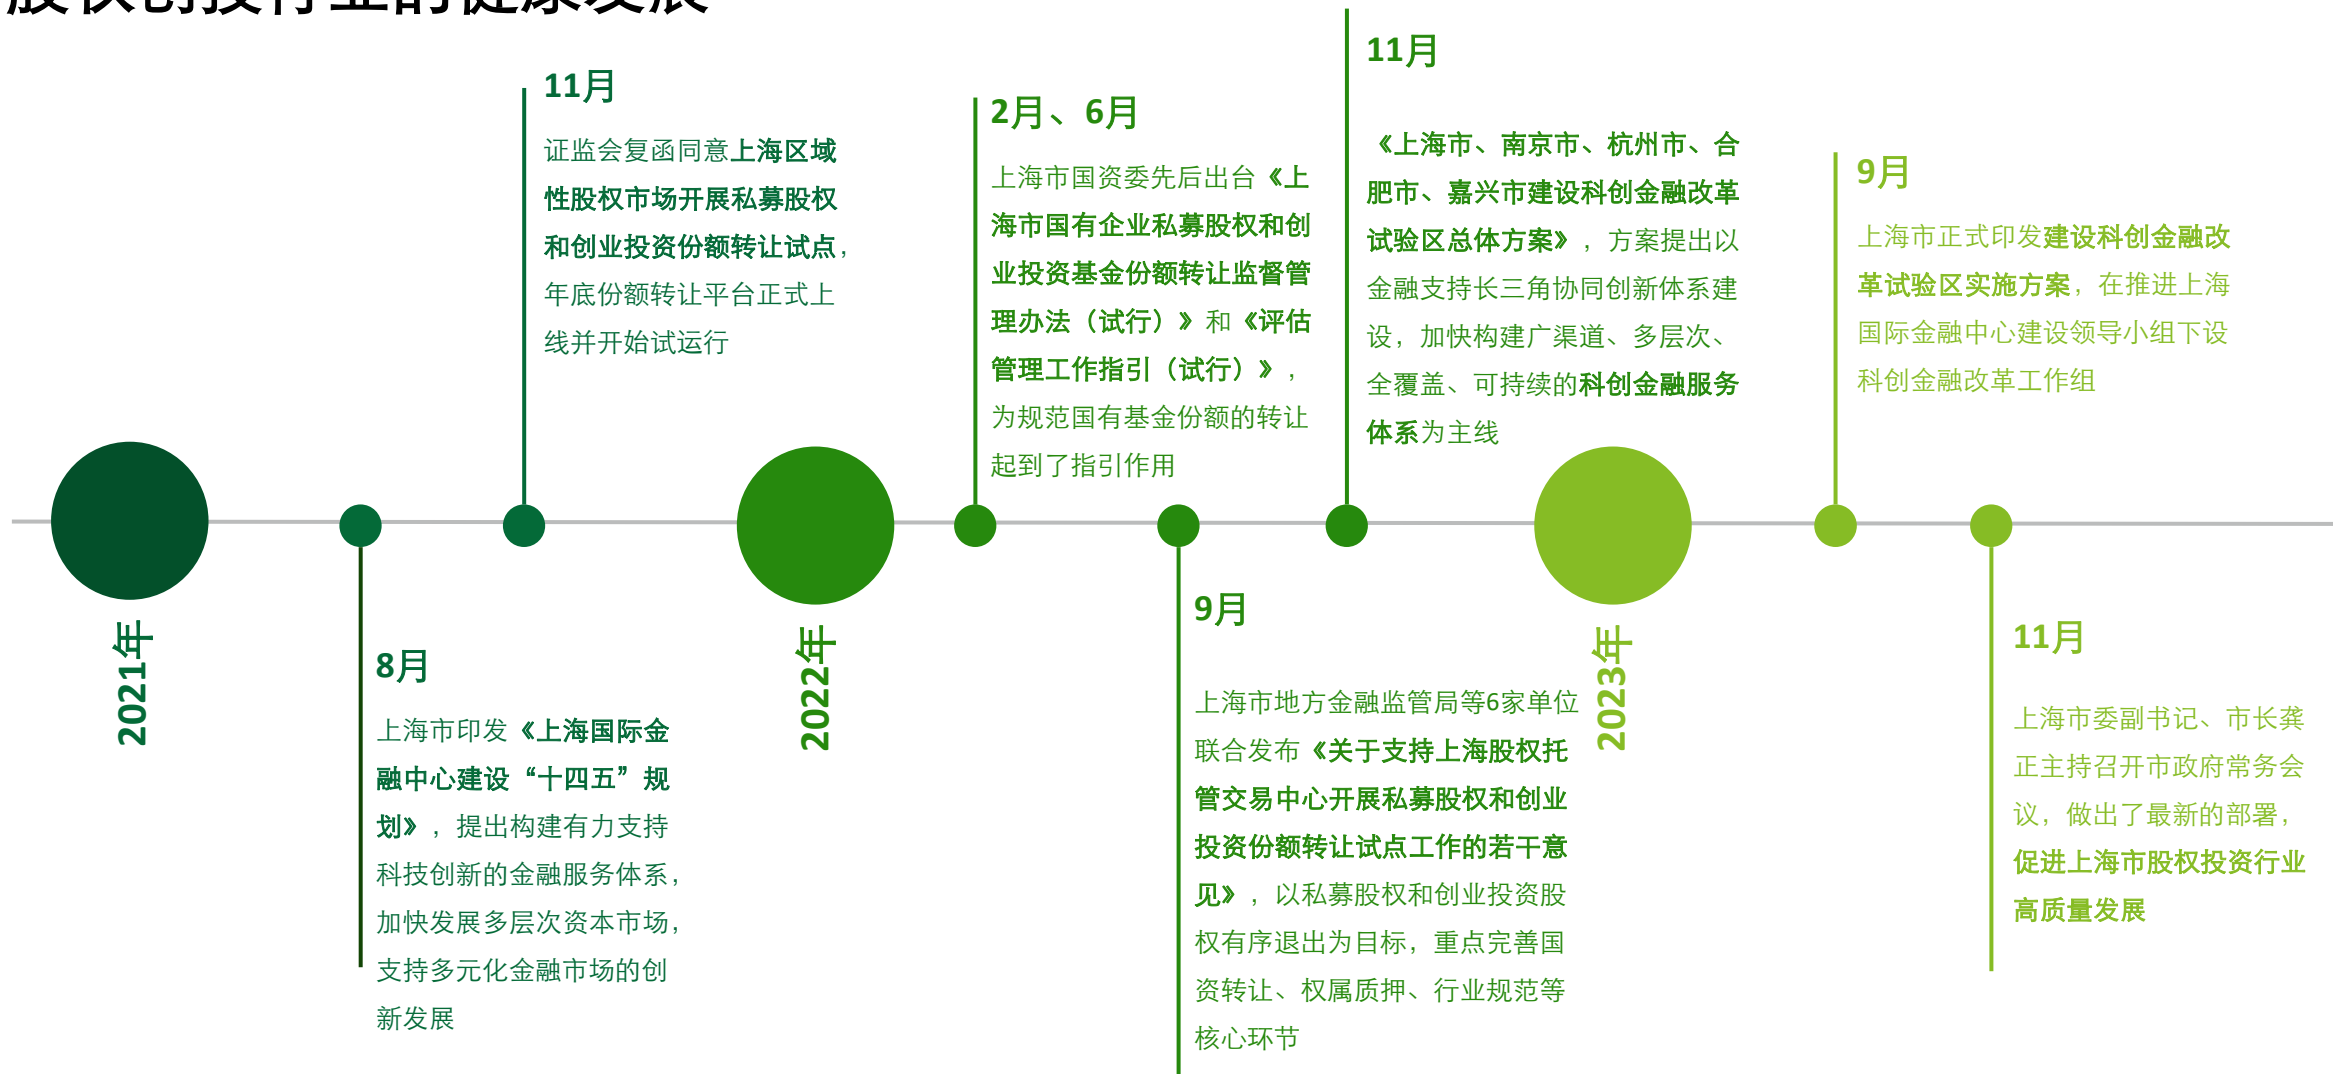 股权创投行业的健康发展
2021年
8月
上海市印发《上海国际金
融中心建设“十四五”规
划》，提出构建有力支持
科技创新的金融服务体系，
加快发展多层次资本市场，
支持多元化金融市场的创
新发展
11月
证监会复函同意上海区域
性股权市场开展私募股权
和创业投资份额转让试点，
年底份额转让平台正式上
线并开始试运行
2022年
2月、6月
上海市国资委先后出台《上
海市国有企业私募股权和创
业投资基金份额转让监督管
理办法（试行）》和《评估
管理工作指引（试行）》，
为规范国有基金份额的转让
起到了指引作用
9月
上海市地方金融监管局等6家单位
联合发布《关于支持上海股权托
管交易中心开展私募股权和创业
投资份额转让试点工作的若干意
见》，以私募股权和创业投资股
权有序退出为目标，重点完善国
资转让、权属质押、行业规范等
核心环节
11月
《上海市、南京市、杭州市、合
肥市、嘉兴市建设科创金融改革
试验区总体方案》，方案提出以
金融支持长三角协同创新体系建
设，加快构建广渠道、多层次、
全覆盖、可持续的科创金融服务
体系为主线
2023年
9月
上海市正式印发建设科创金融改
革试验区实施方案，在推进上海
国际金融中心建设领导小组下设
科创金融改革工作组
11月
上海市委副书记、市长龚
正主持召开市政府常务会
议，做出了最新的部署，
促进上海市股权投资行业
高质量发展